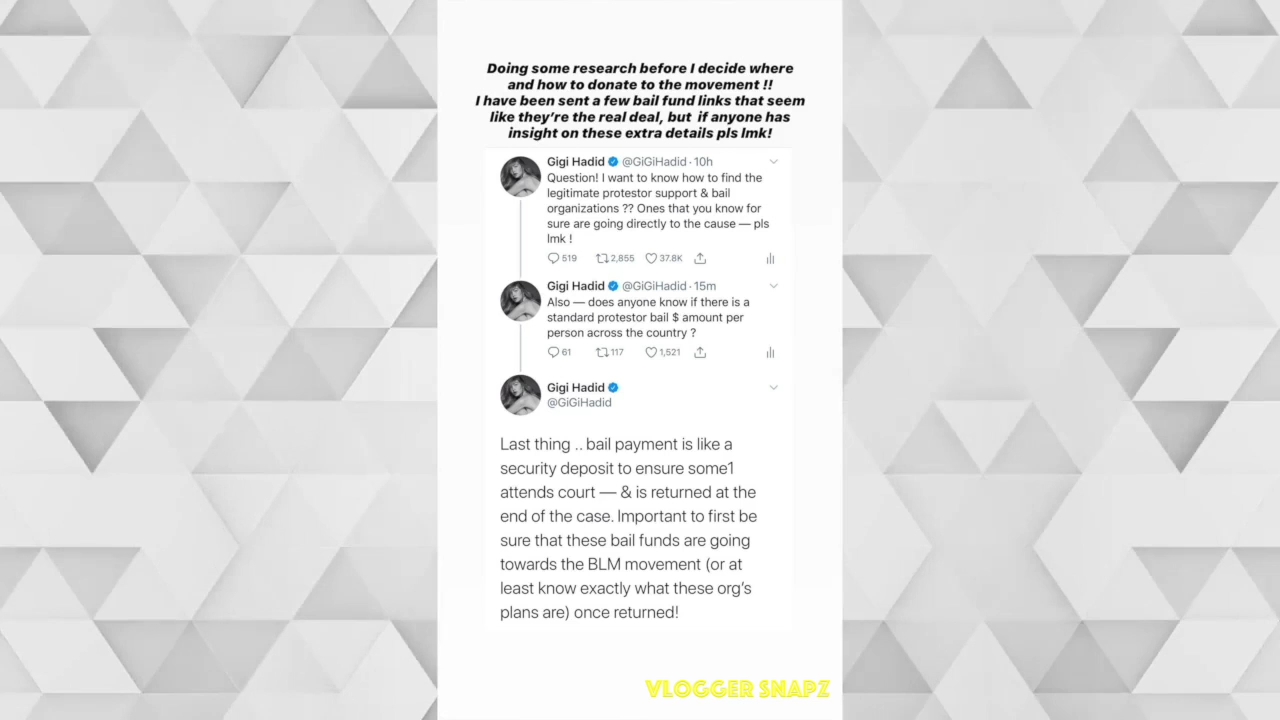 Doing some research before I decide where
and how to donate to the movement !!
I have been sent a few bail fund links that seem
like they're the real deal, but if anyone has
insight on these extra details pls lmk!
Gigi Hadid @GiGiHadid · 10h
Question! I want to know how to find the
legitimate protestor support & bail
organizations ?? Ones that you know for
sure are going directly to the cause — pls
lmk !
519 2,855 37.8K
Gigi Hadid @GiGiHadid · 15m
Also — does anyone know if there is a
standard protestor bail $ amount per
person across the country ?
61 117 1,521
Gigi Hadid
@GiGiHadid
Last thing .. bail payment is like a
security deposit to ensure some1
attends court — & is returned at the
end of the case. Important to first be
sure that these bail funds are going
towards the BLM movement (or at
least know exactly what these org's
plans are) once returned!
VLOGGER SNAPZ